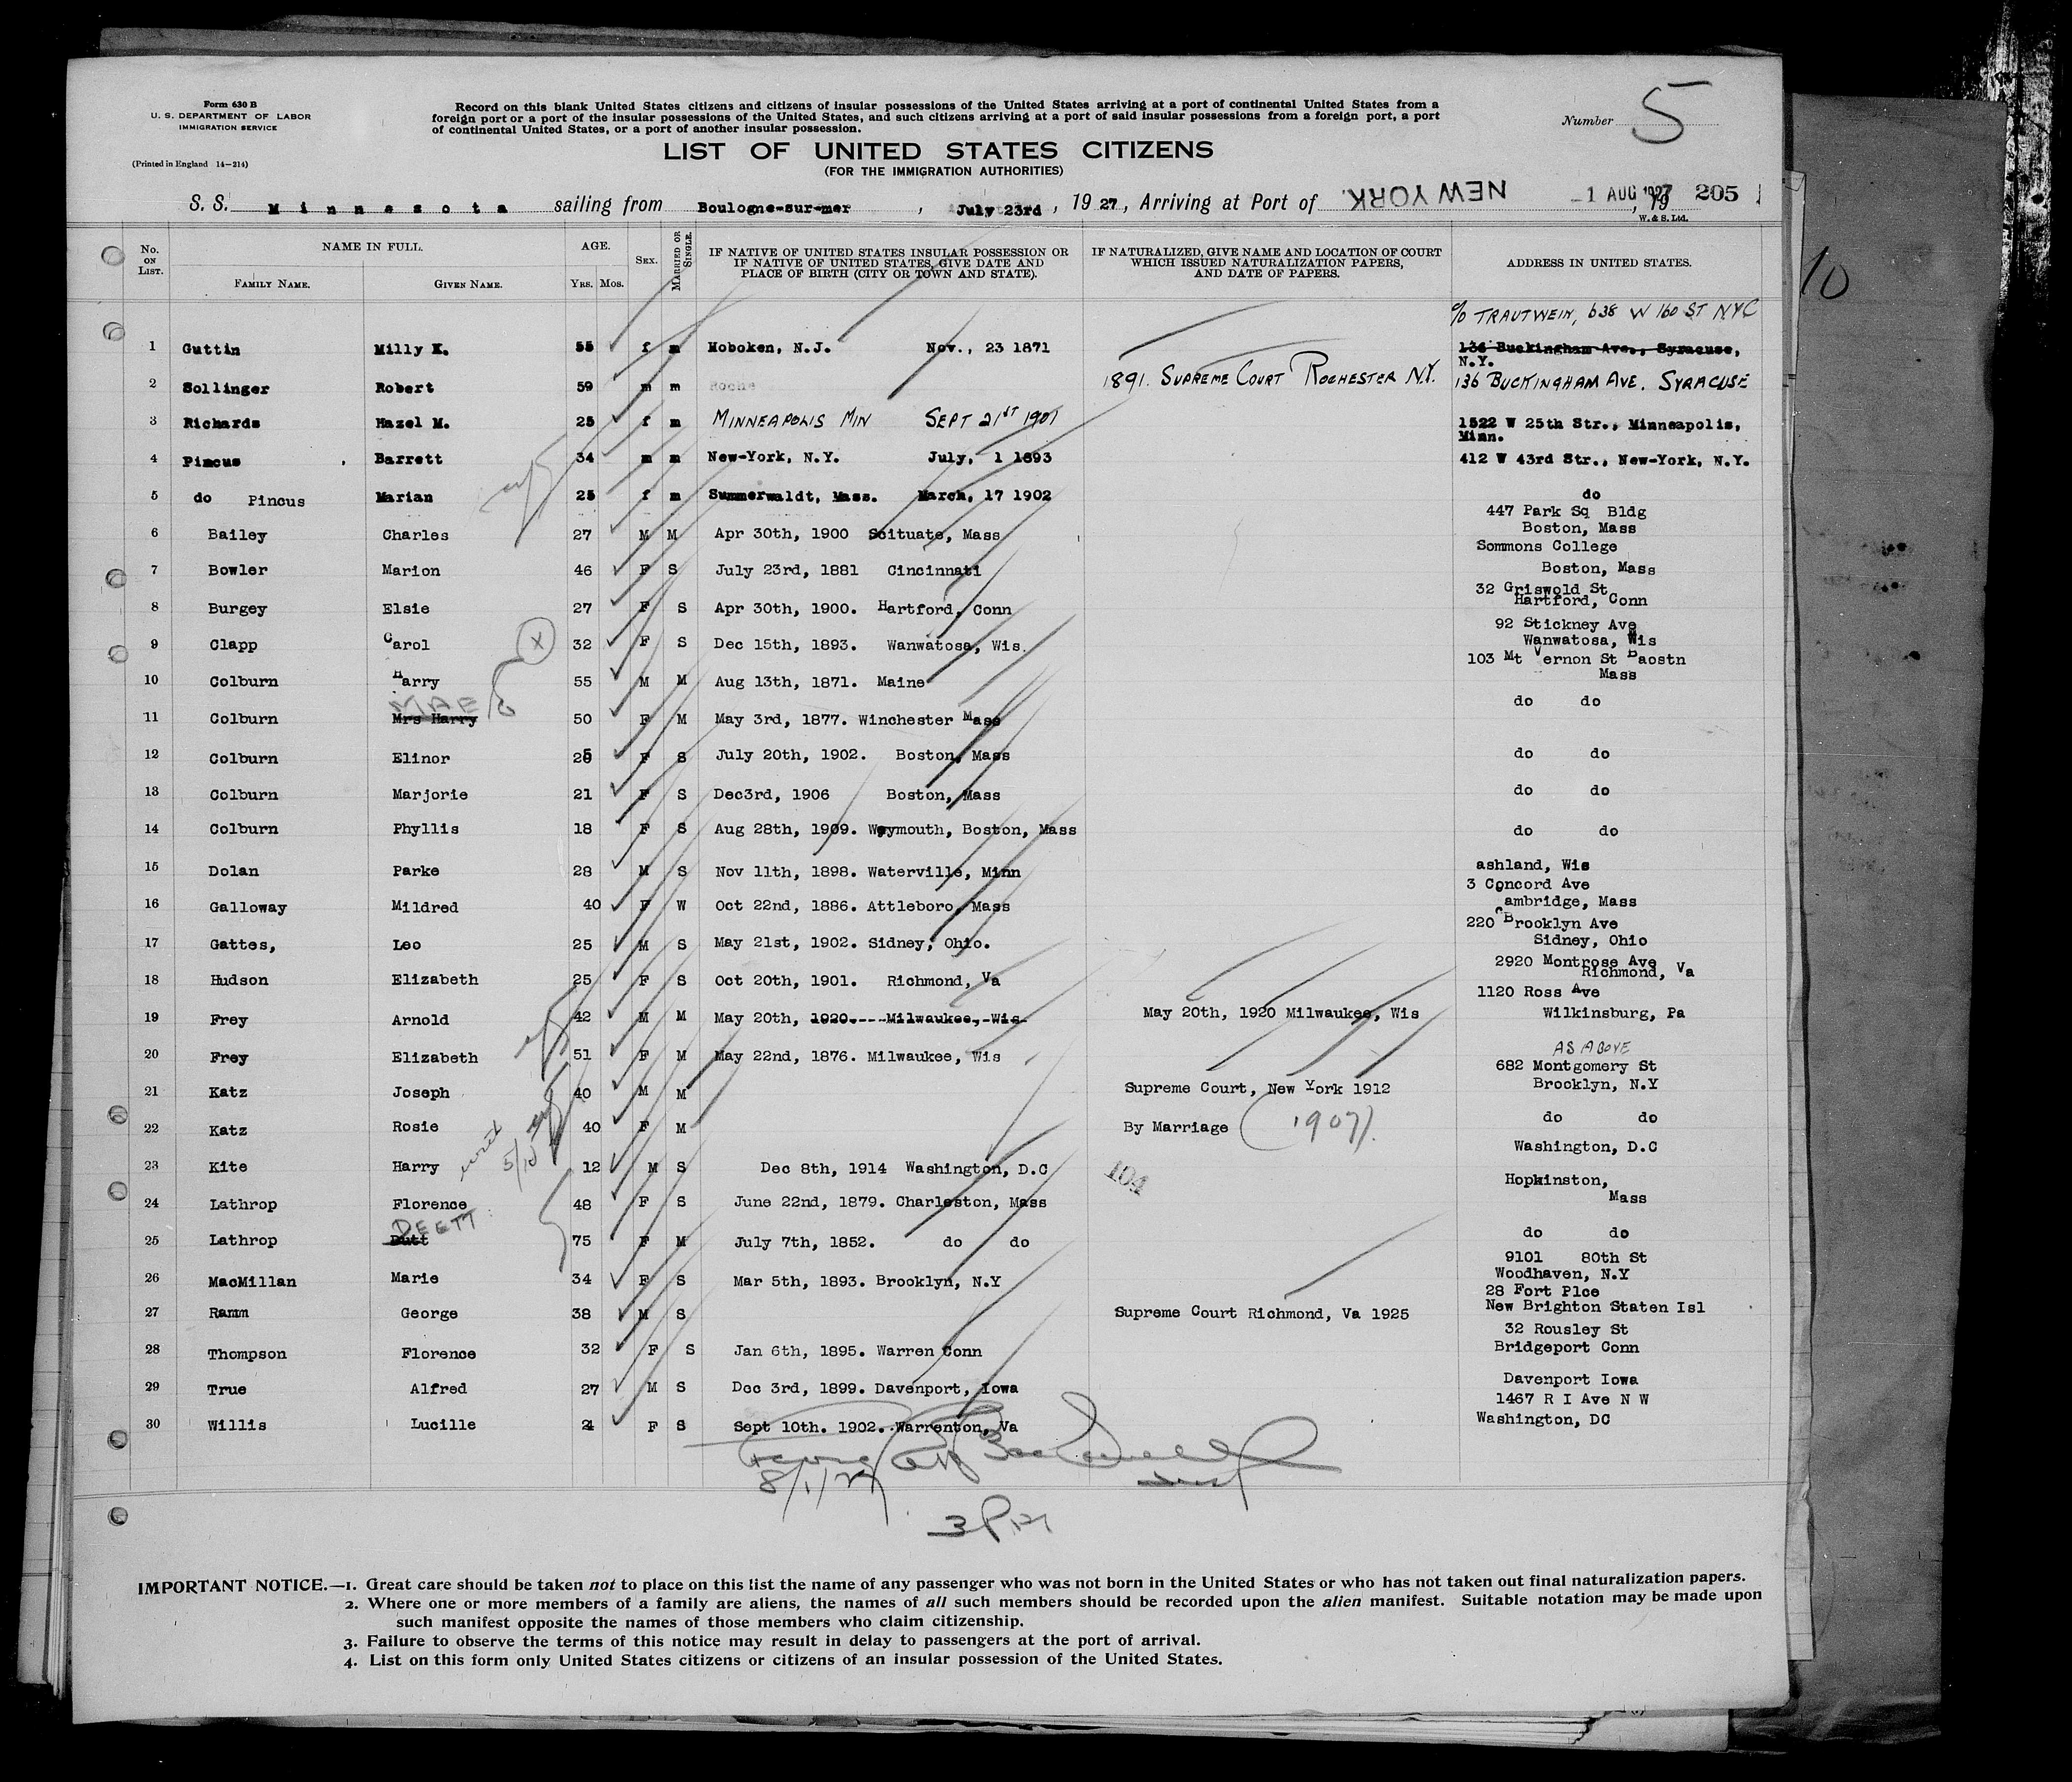 Form 630 B
U. S. DEPARTMENT OF LABOR
IMMIGRATION SERVICE
(Printed in England 14-214)
Record on this blank United States citizens and citizens of insular possessions of the United States arriving at a port of continental United States from a
foreign port or a port of the insular possessions of the United States, and such citizens arriving at a port of said insular possessions from a foreign port, a port
of continental United States, or a port of another insular possession.
Number 5
LIST OF UNITED STATES CITIZENS
(FOR THE IMMIGRATION AUTHORITIES)
S. S. Minnesota sailing from Boulogne-sur-mer, July 23rd, 1927, Arriving at Port of NEW YORK. -1 AUG 1927, 19 205
W. & S. Ltd.
No. ON LIST. NAME IN FULL. FAMILY NAME. GIVEN NAME. AGE. YRS. MOS. SEX. MARRIED OR SINGLE. IF NATIVE OF UNITED STATES INSULAR POSSESSION OR IF NATIVE OF UNITED STATES, GIVE DATE AND PLACE OF BIRTH (CITY OR TOWN AND STATE). IF NATURALIZED, GIVE NAME AND LOCATION OF COURT WHICH ISSUED NATURALIZATION PAPERS, AND DATE OF PAPERS. ADDRESS IN UNITED STATES.
10
c/o TRAUTWEIN, 638 W 160 ST NYC
1 Guttin Milly K. 55 f m Hoboken, N.J. Nov., 23 1871 136 Buckingham Ave., Syracuse,
N.Y.
2 Sollinger Robert 59 m m Roche 1891. SUPREME COURT ROCHESTER N.Y. 136 BUCKINGHAM AVE. SYRACUSE
3 Richards Hazel M. 25 f m MINNEAPOLIS MIN SEPT 21ST 1901 1522 W 25th Str., Minneapolis,
Minn.
4 Pincus Barrett 34 m m New-York, N.Y. July, 1 1893 412 W 43rd Str., New-York, N.Y.
5 do Pincus Marian 25 f m Summerwaldt, Mass. March, 17 1902 do
447 Park Sq Bldg
6 Bailey Charles 27 M M Apr 30th, 1900 Scituate, Mass Boston, Mass
Sommons College
7 Bowler Marion 46 F S July 23rd, 1881 Cincinnati Boston, Mass
32 Griswold St
8 Burgey Elsie 27 F S Apr 30th, 1900. Hartford, Conn Hartford, Conn
92 Stickney Ave
9 Clapp Carol X 32 F S Dec 15th, 1893. Wanwatosa, Wis. Wanwatosa, Wis
103 Mt Vernon St Baostn
10 Colburn Harry 55 M M Aug 13th, 1871. Maine Mass
MAE
11 Colburn Mrs Harry 50 F M May 3rd, 1877. Winchester Mass do do
12 Colburn Elinor 25 F S July 20th, 1902. Boston, Mass do do
13 Colburn Marjorie 21 F S Dec3rd, 1906 Boston, Mass do do
14 Colburn Phyllis 18 F S Aug 28th, 1909. Weymouth, Boston, Mass do do
15 Dolan Parke 28 M S Nov 11th, 1898. Waterville, Minn ashland, Wis
3 Concord Ave
16 Galloway Mildred 40 F W Oct 22nd, 1886. Attleboro, Mass Cambridge, Mass
220 Brooklyn Ave
17 Gattes, Leo 25 M S May 21st, 1902. Sidney, Ohio. Sidney, Ohio
2920 Montrose Ave
18 Hudson Elizabeth 25 F S Oct 20th, 1901. Richmond, Va Richmond, Va
1120 Ross Ave
19 Frey Arnold 42 M M May 20th, 1920.---Milwaukee,-Wis May 20th, 1920 Milwaukee, Wis Wilkinsburg, Pa
20 Frey Elizabeth 51 F M May 22nd, 1876. Milwaukee, Wis AS ABOVE
682 Montgomery St
21 Katz Joseph 40 M M Supreme Court, New York 1912 Brooklyn, N.Y
22 Katz Rosie 40 F M By Marriage (1907). do do
23 Kite Harry 12 M S Dec 8th, 1914 Washington, D.C 104 Washington, D.C
Hopkinston,
24 Lathrop Florence 48 F S June 22nd, 1879. Charleston, Mass Mass
DEETT
25 Lathrop Dutt 75 F M July 7th, 1852. do do do do
9101 80th St
26 MacMillan Marie 34 F S Mar 5th, 1893. Brooklyn, N.Y Woodhaven, N.Y
28 Fort Plce
27 Ramm George 38 M S Supreme Court Richmond, Va 1925 New Brighton Staten Isl
32 Rousley St
28 Thompson Florence 32 F S Jan 6th, 1895. Warren Conn Bridgeport Conn
29 True Alfred 27 M S Dec 3rd, 1899. Davenport, Iowa Davenport Iowa
1467 R I Ave N W
30 Willis Lucille 24 F S Sept 10th. 1902. Warrenton, Va Washington, DC
8/1/27
3 PM
IMPORTANT NOTICE.—1. Great care should be taken not to place on this list the name of any passenger who was not born in the United States or who has not taken out final naturalization papers.
2. Where one or more members of a family are aliens, the names of all such members should be recorded upon the alien manifest. Suitable notation may be made upon
such manifest opposite the names of those members who claim citizenship.
3. Failure to observe the terms of this notice may result in delay to passengers at the port of arrival.
4. List on this form only United States citizens or citizens of an insular possession of the United States.